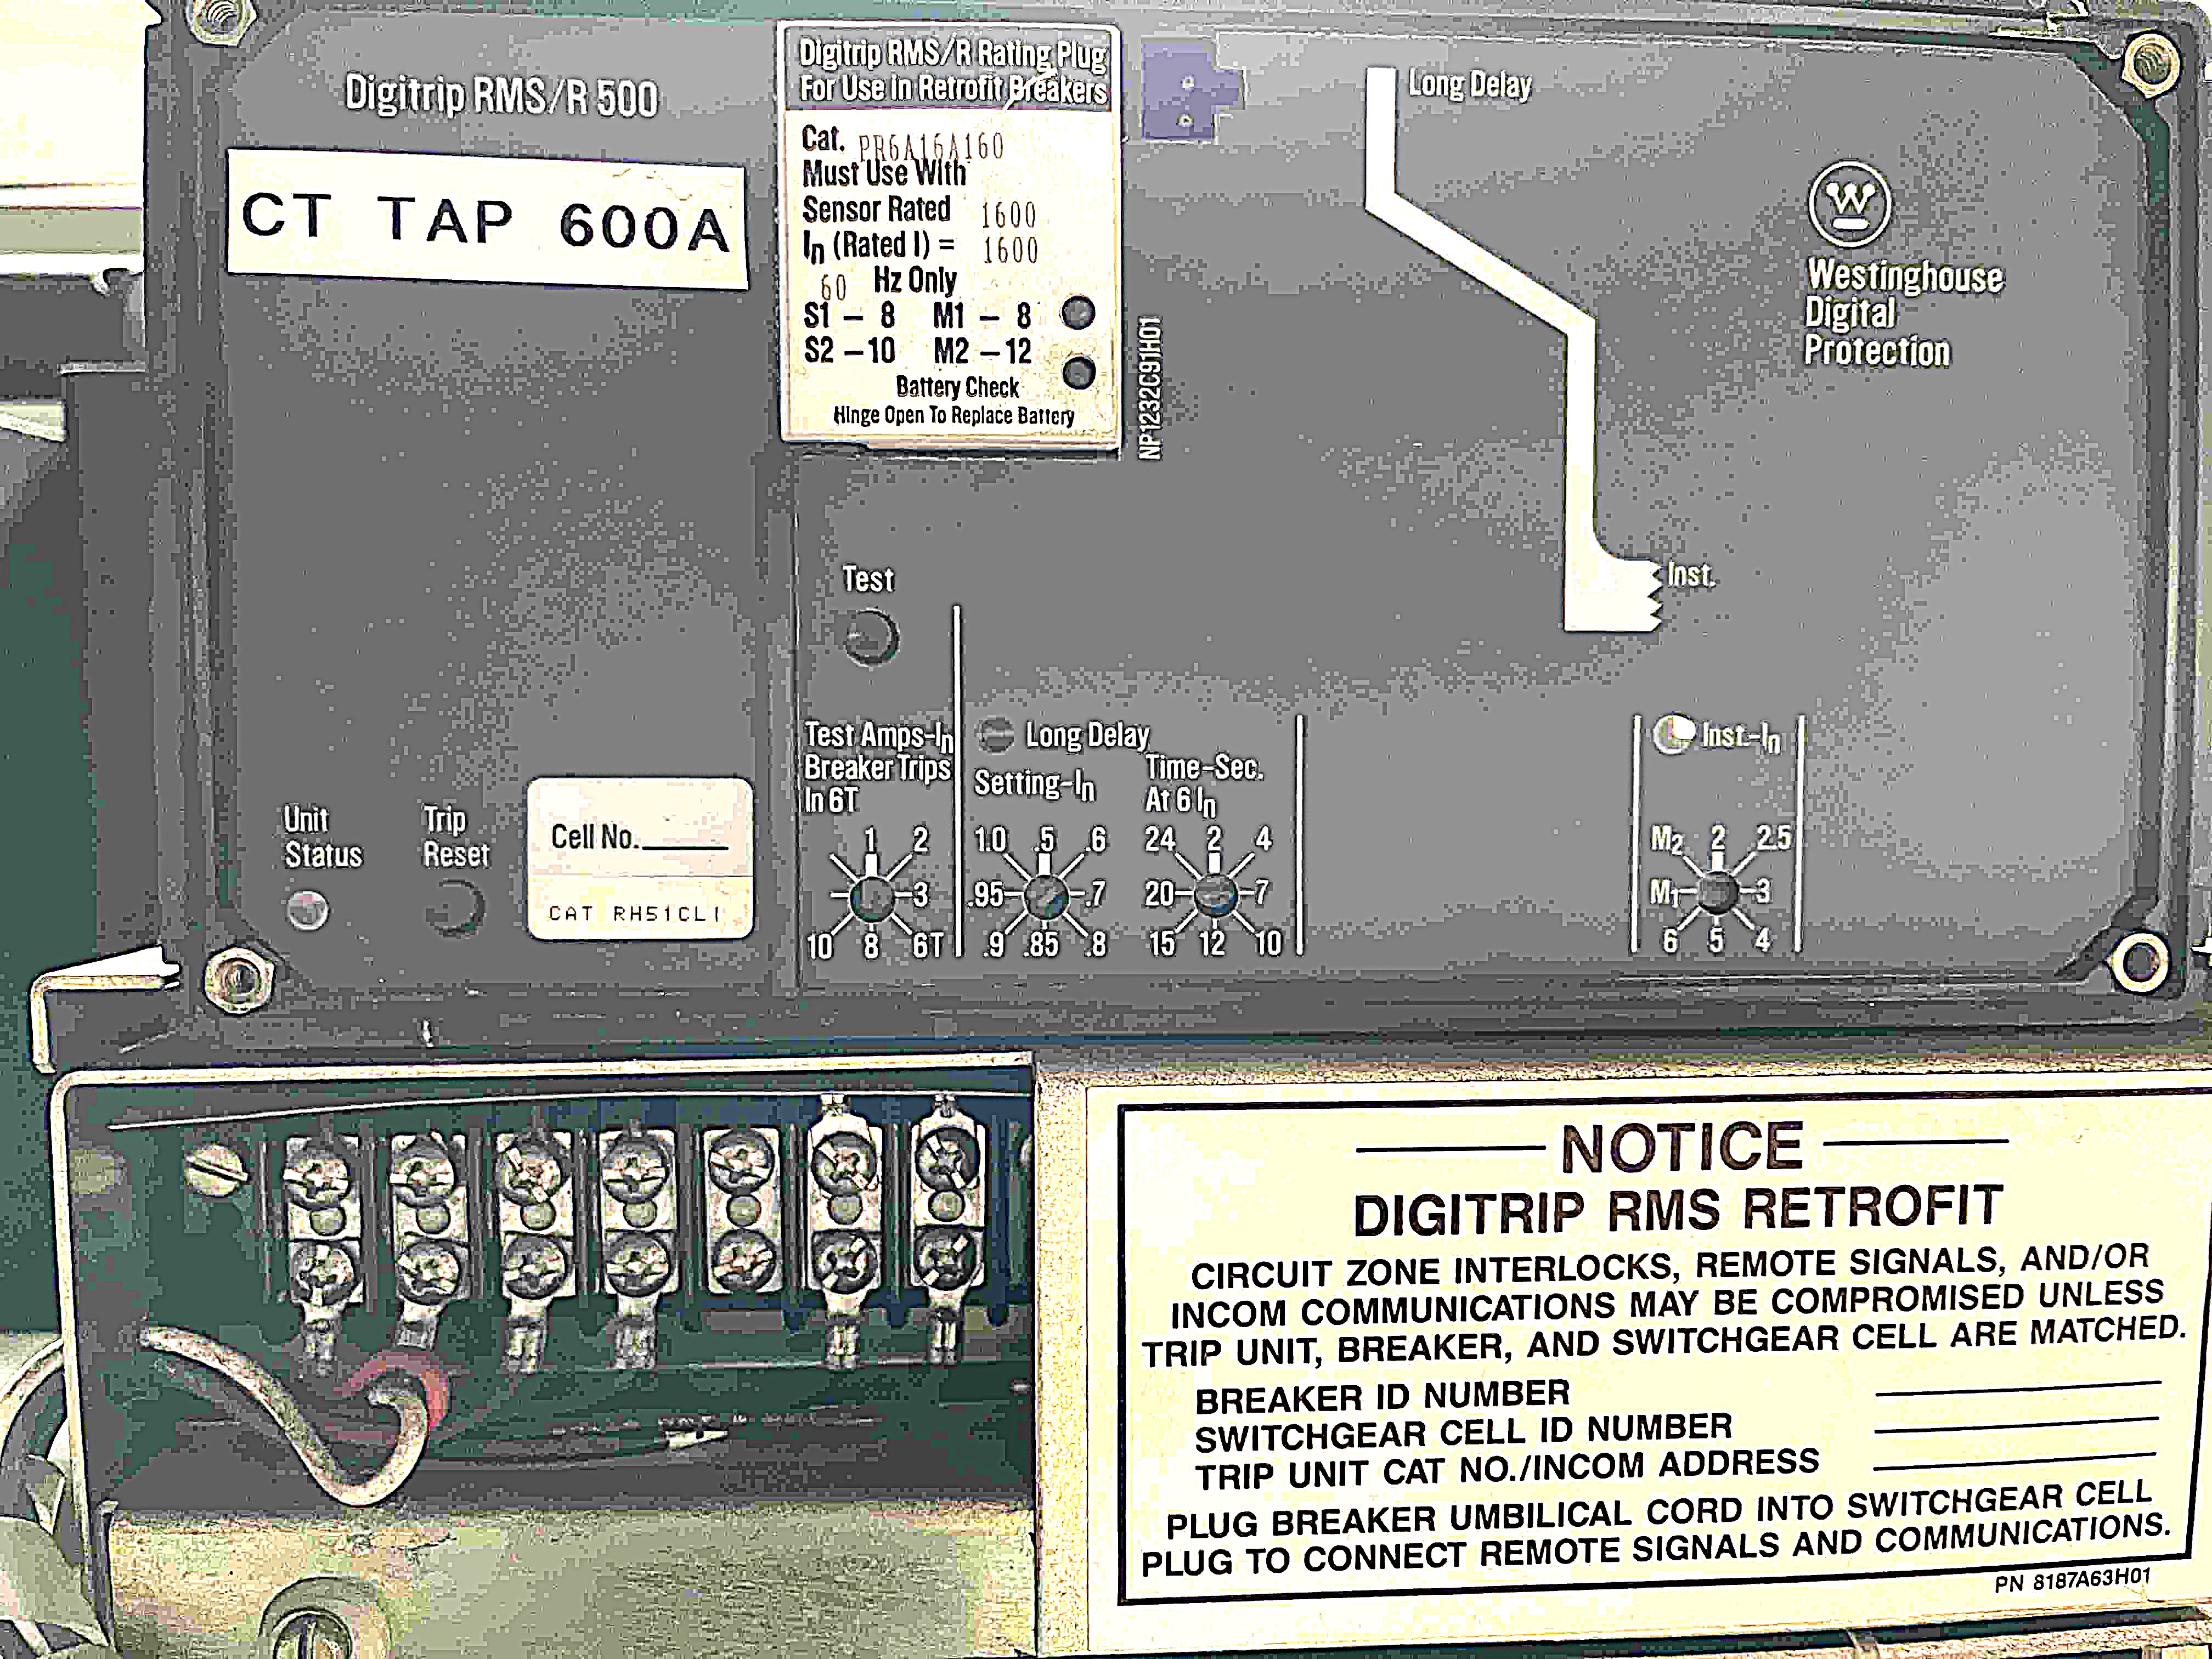 Digitrip RMS/R 500
CT TAP 600A
Digitrip RMS/R Rating Plug
For Use In Retrofit Breakers
Cat. PR6A16A160
Must Use With
Sensor Rated 1600
In (Rated I) = 1600
60 Hz Only
S1 – 8 M1 – 8
S2 – 10 M2 – 12
Battery Check
Hinge Open To Replace Battery
NP1232C91H01
Long Delay
Inst.
W
Westinghouse
Digital
Protection
Test
Unit
Status
Trip
Reset
Cell No.
CAT RH51CLI
Test Amps-In
Breaker Trips
In 6T
1 2
3
10 8 6T
Long Delay
Setting-In
1.0 .5 .6
.95 .7
.9 .85 .8
Time-Sec.
At 6 In
24 2 4
20 7
15 12 10
Inst.-In
M2 2 2.5
M1 3
6 5 4
NOTICE
DIGITRIP RMS RETROFIT
CIRCUIT ZONE INTERLOCKS, REMOTE SIGNALS, AND/OR
INCOM COMMUNICATIONS MAY BE COMPROMISED UNLESS
TRIP UNIT, BREAKER, AND SWITCHGEAR CELL ARE MATCHED.
BREAKER ID NUMBER
SWITCHGEAR CELL ID NUMBER
TRIP UNIT CAT NO./INCOM ADDRESS
PLUG BREAKER UMBILICAL CORD INTO SWITCHGEAR CELL
PLUG TO CONNECT REMOTE SIGNALS AND COMMUNICATIONS.
PN 8187A63H01